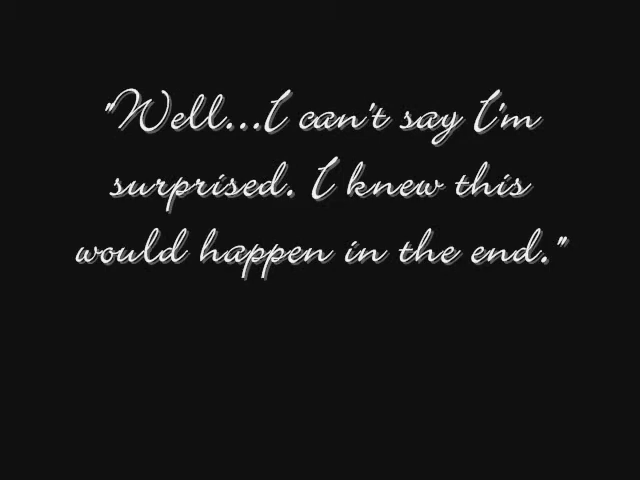 "Well...I can't say I'm
surprised. I knew this
would happen in the end."